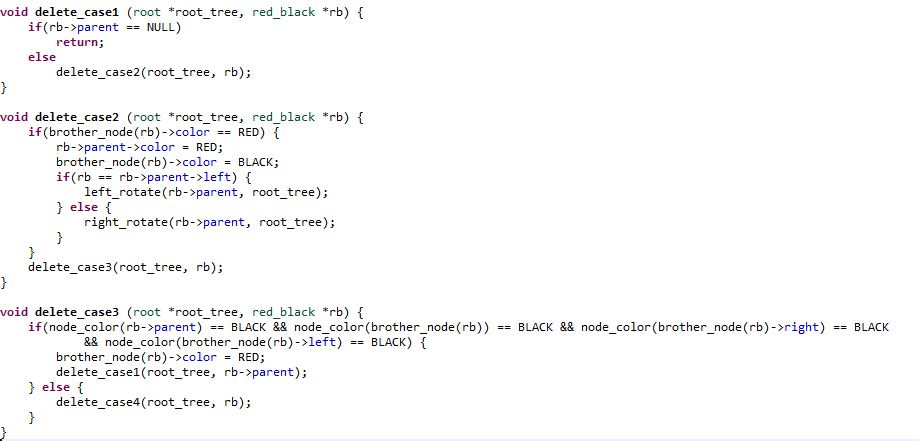 void delete_case1 (root *root_tree, red_black *rb) {
    if(rb->parent == NULL)
        return;
    else
        delete_case2(root_tree, rb);
}

void delete_case2 (root *root_tree, red_black *rb) {
    if(brother_node(rb)->color == RED) {
        rb->parent->color = RED;
        brother_node(rb)->color = BLACK;
        if(rb == rb->parent->left) {
            left_rotate(rb->parent, root_tree);
        } else {
            right_rotate(rb->parent, root_tree);
        }
    }
    delete_case3(root_tree, rb);
}

void delete_case3 (root *root_tree, red_black *rb) {
    if(node_color(rb->parent) == BLACK && node_color(brother_node(rb)) == BLACK && node_color(brother_node(rb)->right) == BLACK
            && node_color(brother_node(rb)->left) == BLACK) {
        brother_node(rb)->color = RED;
        delete_case1(root_tree, rb->parent);
    } else {
        delete_case4(root_tree, rb);
    }
}